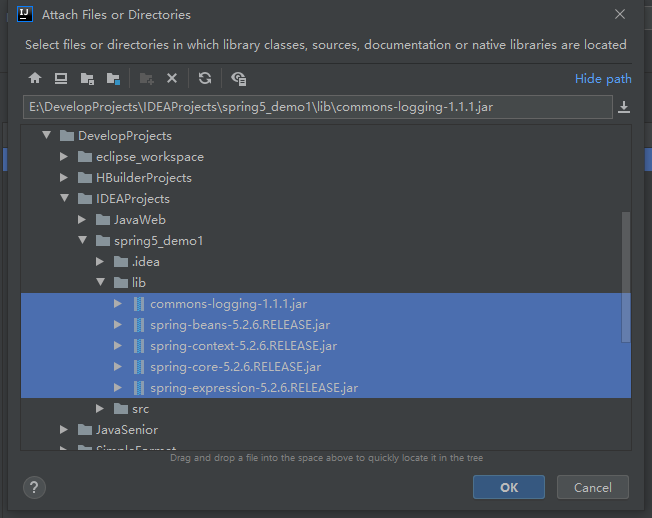 Attach Files or Directories
Select files or directories in which library classes, sources, documentation or native libraries are located
Hide path
E:\DevelopProjects\IDEAProjects\spring5_demo1\lib\commons-logging-1.1.1.jar
DevelopProjects
eclipse_workspace
HBuilderProjects
IDEAProjects
JavaWeb
spring5_demo1
.idea
lib
commons-logging-1.1.1.jar
spring-beans-5.2.6.RELEASE.jar
spring-context-5.2.6.RELEASE.jar
spring-core-5.2.6.RELEASE.jar
spring-expression-5.2.6.RELEASE.jar
src
JavaSenior
SimpleFormat
Drag and drop a file into the space above to quickly locate it in the tree
? OK Cancel